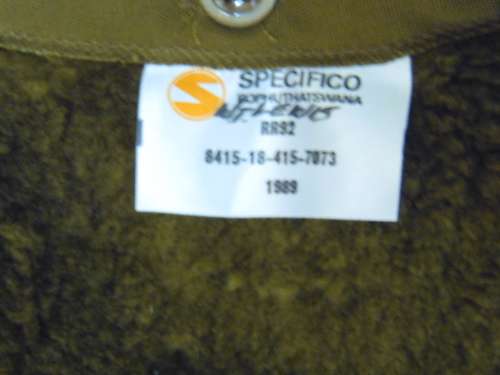 SPECIFICO
BOPHUTHATSWANA
RR92
8415-18-415-7073
1989